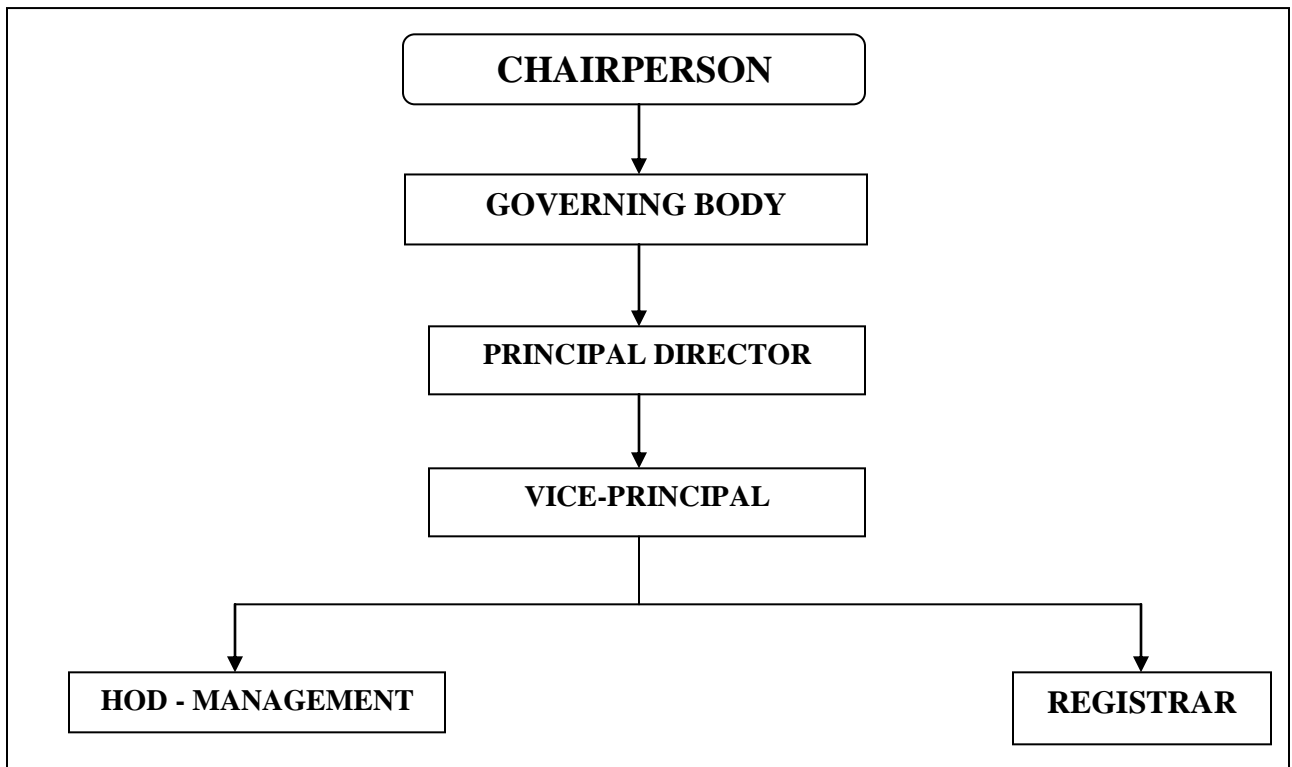 CHAIRPERSON
GOVERNING BODY
PRINCIPAL DIRECTOR
VICE-PRINCIPAL
HOD - MANAGEMENT
REGISTRAR